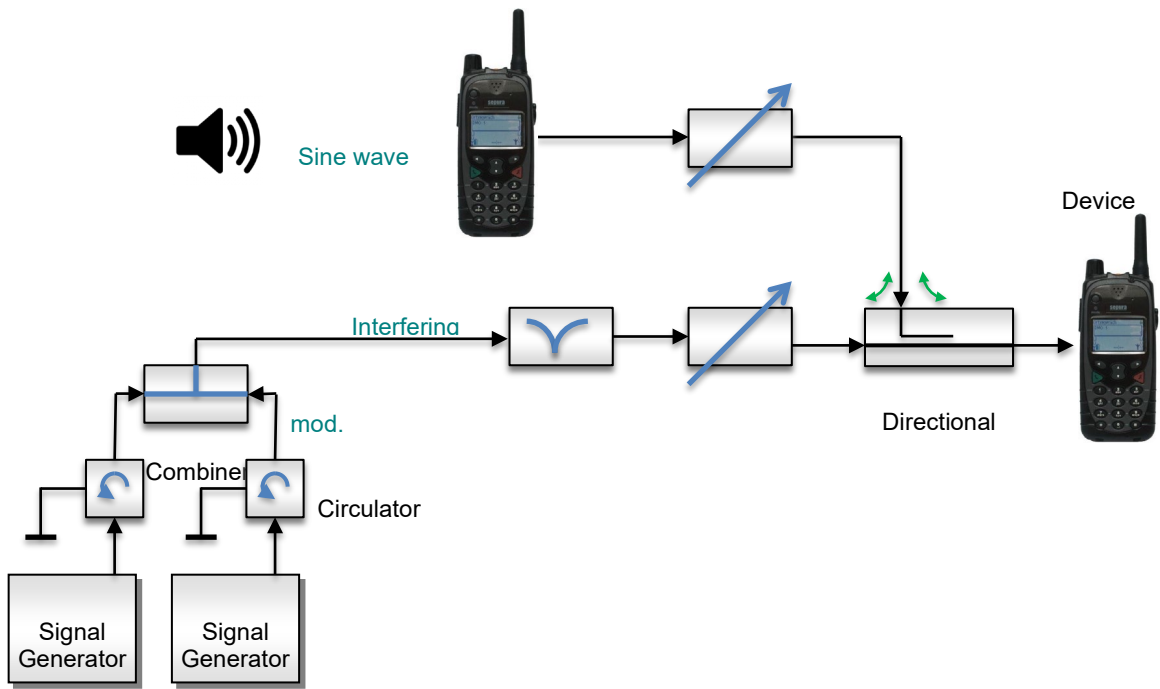 Sine wave
Device
Interfering
mod.
Directional
Combiner
Circulator
Signal
Generator
Signal
Generator